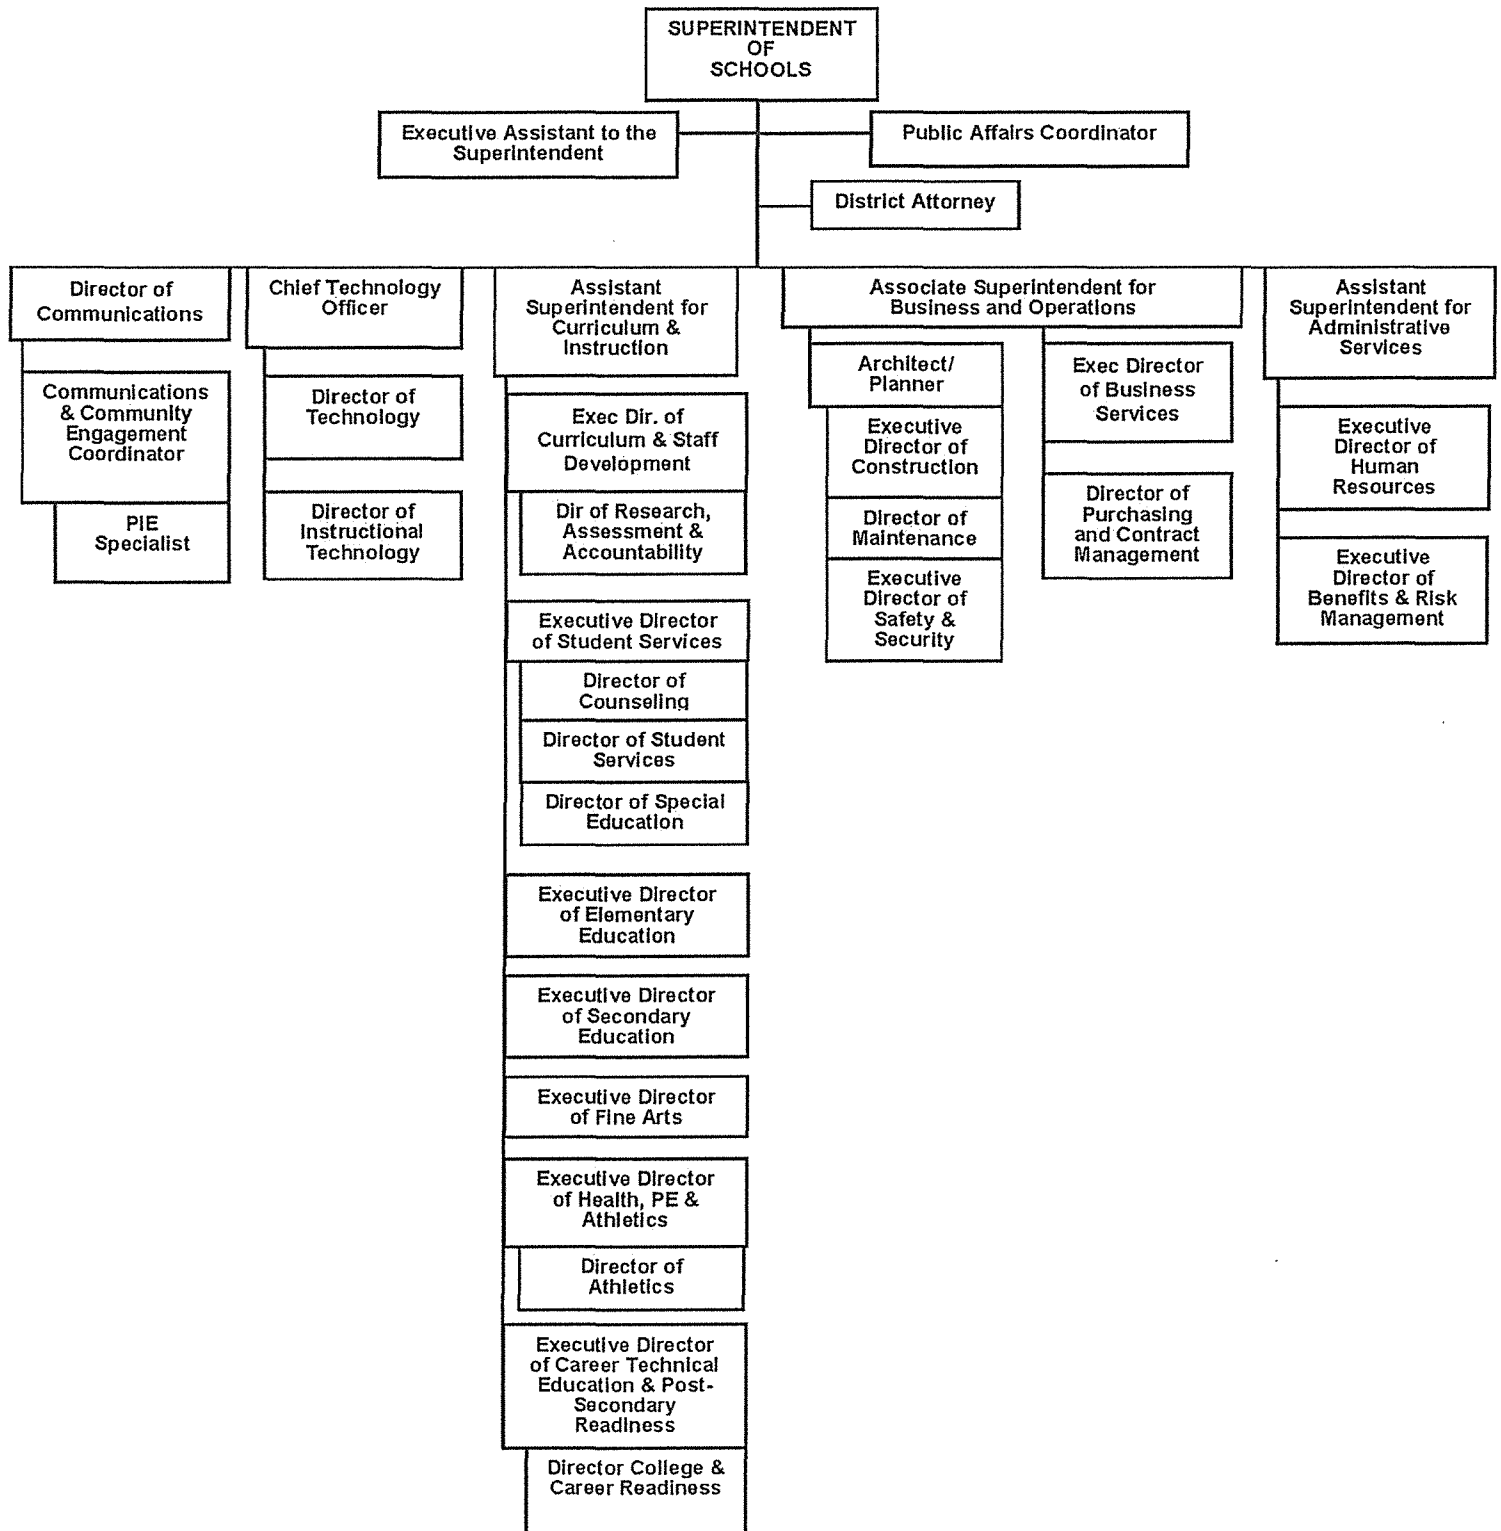 SUPERINTENDENT
OF
SCHOOLS
Executive Assistant to the
Superintendent
Public Affairs Coordinator
District Attorney
Director of
Communications
Communications
& Community
Engagement
Coordinator
PIE
Specialist
Chief Technology
Officer
Director of
Technology
Director of
Instructional
Technology
Assistant
Superintendent for
Curriculum &
Instruction
Exec Dir. of
Curriculum & Staff
Development
Dir of Research,
Assessment &
Accountability
Executive Director
of Student Services
Director of
Counseling
Director of Student
Services
Director of Special
Education
Executive Director
of Elementary
Education
Executive Director
of Secondary
Education
Executive Director
of Fine Arts
Executive Director
of Health, PE &
Athletics
Director of
Athletics
Executive Director
of Career Technical
Education & Post-
Secondary
Readiness
Director College &
Career Readiness
Associate Superintendent for
Business and Operations
Architect/
Planner
Executive
Director of
Construction
Director of
Maintenance
Executive
Director of
Safety &
Security
Exec Director
of Business
Services
Director of
Purchasing
and Contract
Management
Assistant
Superintendent for
Administrative
Services
Executive
Director of
Human
Resources
Executive
Director of
Benefits & Risk
Management